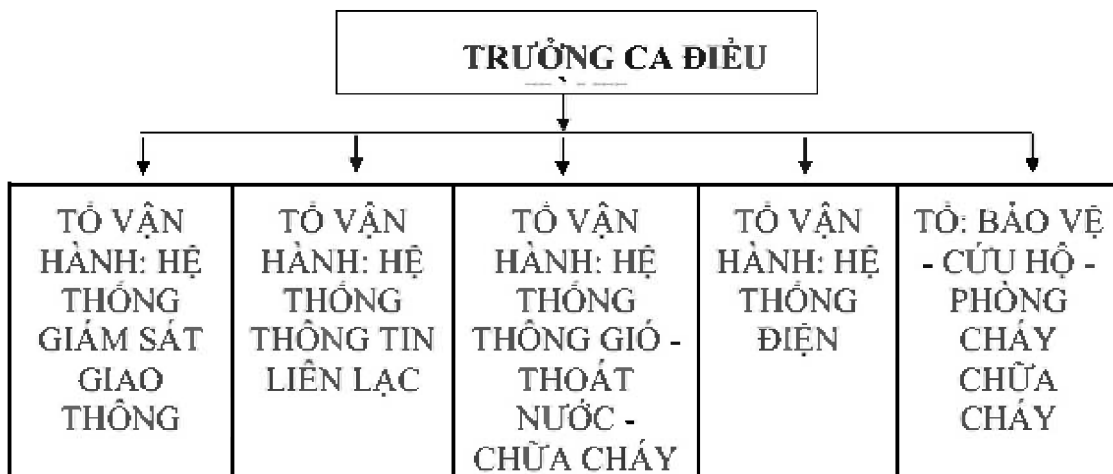 TRƯỞNG CA ĐIỀU
TỔ VẬN
HÀNH: HỆ
THỐNG
GIÁM SÁT
GIAO
THÔNG
TỔ VẬN
HÀNH: HỆ
THỐNG
THÔNG TIN
LIÊN LẠC
TỔ VẬN
HÀNH: HỆ
THỐNG
THÔNG GIÓ -
THOÁT
NƯỚC -
CHỮA CHÁY
TỔ VẬN
HÀNH: HỆ
THỐNG
ĐIỆN
TỔ: BẢO VỆ
- CỨU HỘ -
PHÒNG
CHÁY
CHỮA
CHÁY